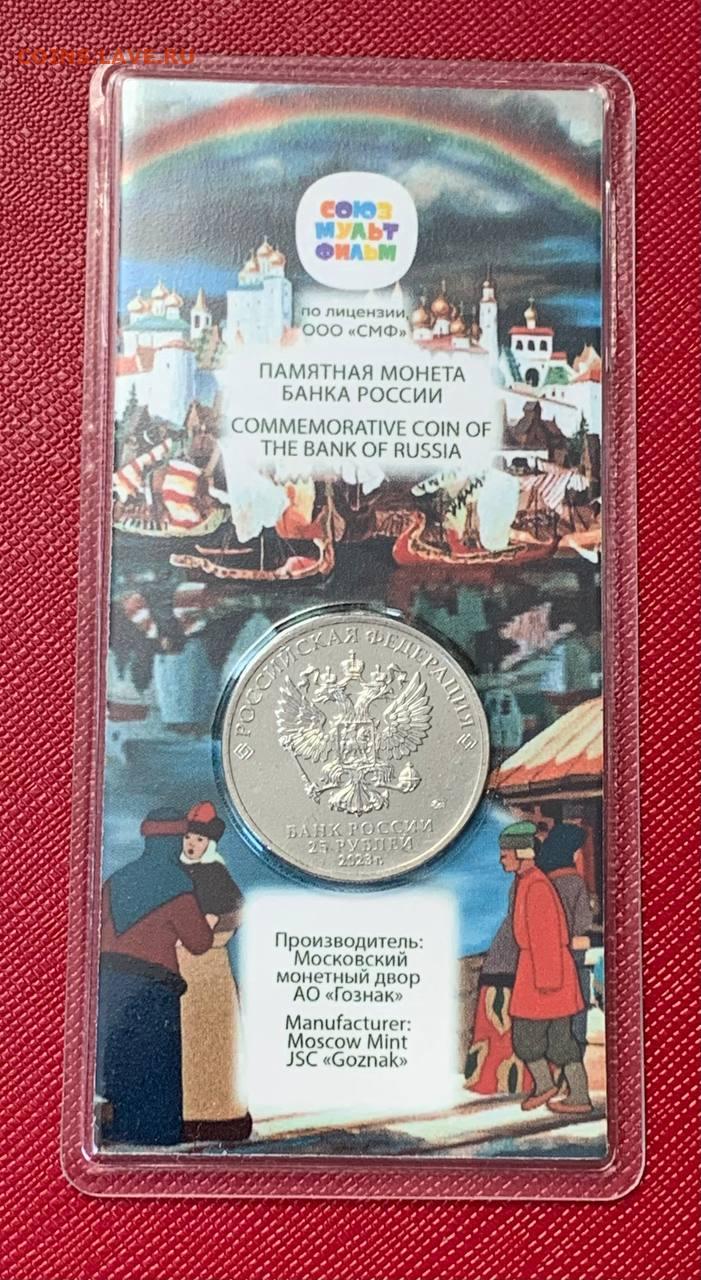 COINS.LAVE.RU
СОЮЗ
МУЛЬТ
ФИЛЬМ
по лицензии,
ООО «СМФ»
ПАМЯТНАЯ МОНЕТА
БАНКА РОССИИ
COMMEMORATIVE COIN OF
THE BANK OF RUSSIA
РОССИЙСКАЯ ФЕДЕРАЦИЯ
БАНК РОССИИ
25 РУБЛЕЙ
2023 г.
Производитель:
Московский
монетный двор
АО «Гознак»
Manufacturer:
Moscow Mint
JSC «Goznak»